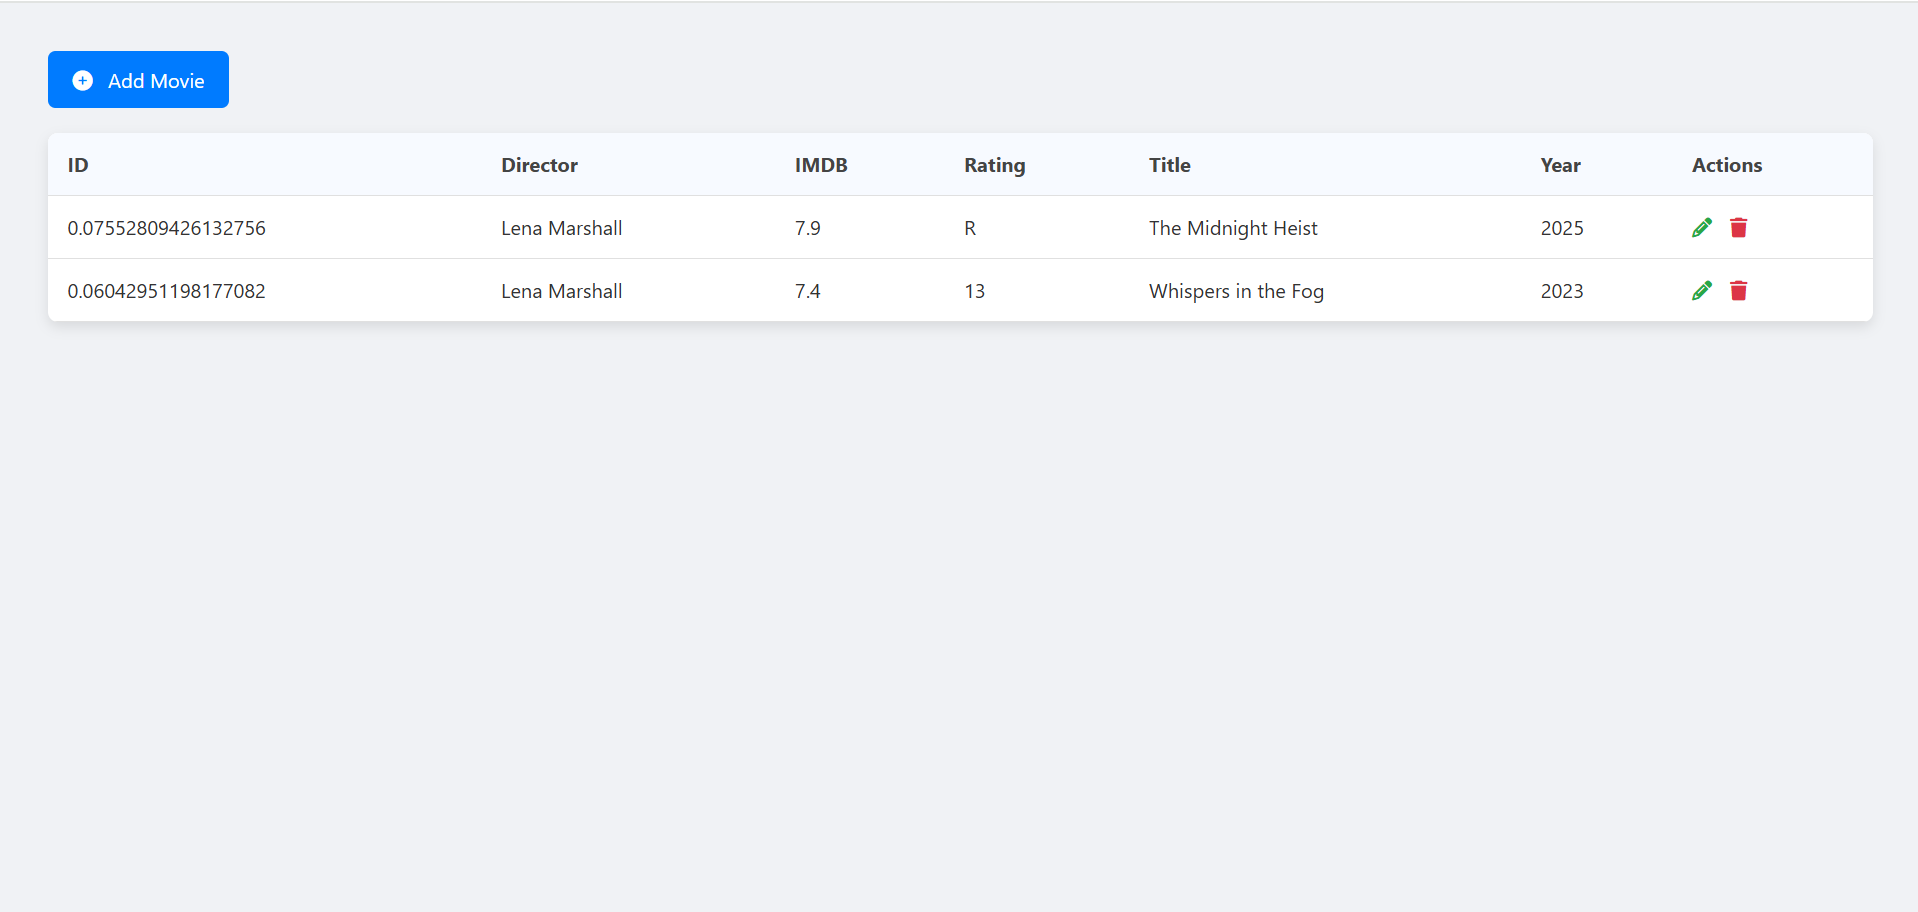 Add Movie
ID Director IMDB Rating Title Year Actions
0.07552809426132756 Lena Marshall 7.9 R The Midnight Heist 2025
0.06042951198177082 Lena Marshall 7.4 13 Whispers in the Fog 2023